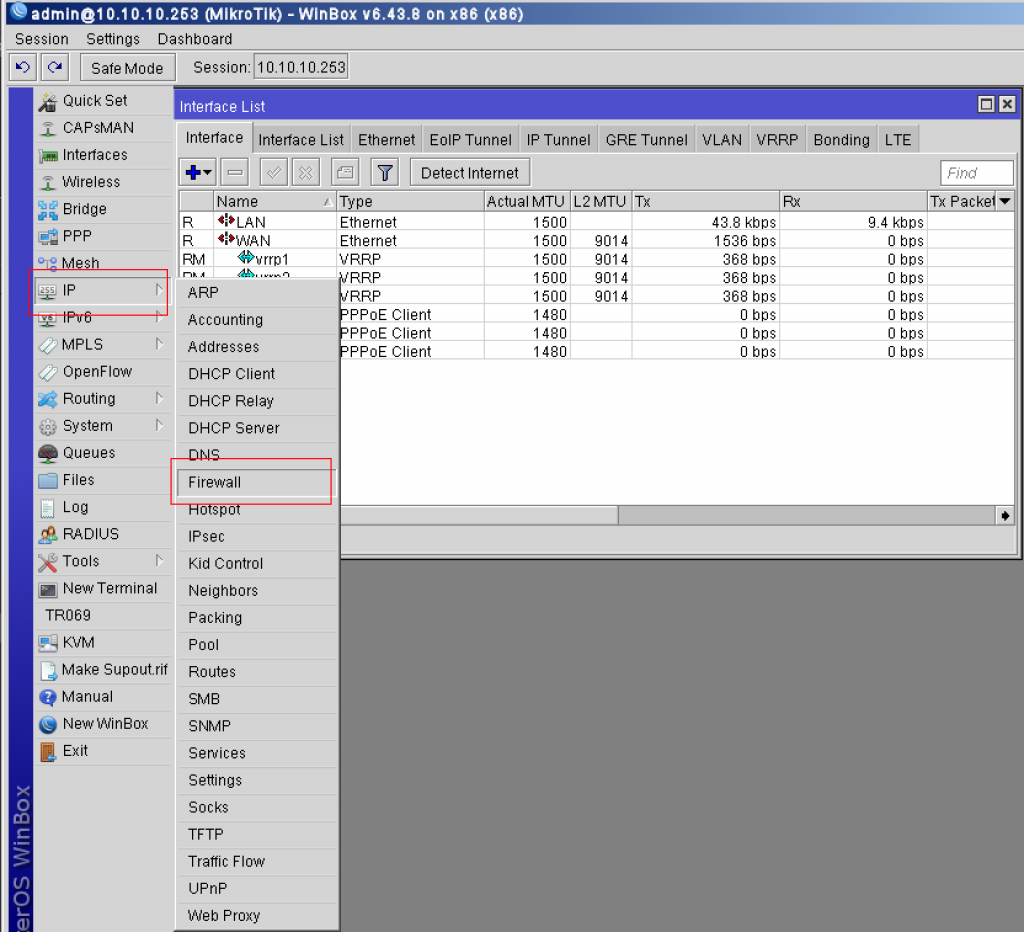 admin@10.10.10.253 (MikroTik) - WinBox v6.43.8 on x86 (x86)
Session Settings Dashboard
Safe Mode Session: 10.10.10.253
Quick Set
CAPsMAN
Interfaces
Wireless
Bridge
PPP
Mesh
255 IP
v6 IPv6
MPLS
OpenFlow
Routing
System
Queues
Files
Log
RADIUS
Tools
New Terminal
TR069
KVM
Make Supout.rif
Manual
New WinBox
Exit
erOS WinBox
Interface List
Interface Interface List Ethernet EoIP Tunnel IP Tunnel GRE Tunnel VLAN VRRP Bonding LTE
Detect Internet Find
Name Type Actual MTU L2 MTU Tx Rx Tx Packet
R LAN Ethernet 1500 43.8 kbps 9.4 kbps
R WAN Ethernet 1500 9014 1536 bps 0 bps
RM vrrp1 VRRP 1500 9014 368 bps 0 bps
RM vrrp2 VRRP 1500 9014 368 bps 0 bps
VRRP 1500 9014 368 bps 0 bps
PPPoE Client 1480 0 bps 0 bps
PPPoE Client 1480 0 bps 0 bps
PPPoE Client 1480 0 bps 0 bps
ARP
Accounting
Addresses
DHCP Client
DHCP Relay
DHCP Server
DNS
Firewall
Hotspot
IPsec
Kid Control
Neighbors
Packing
Pool
Routes
SMB
SNMP
Services
Settings
Socks
TFTP
Traffic Flow
UPnP
Web Proxy